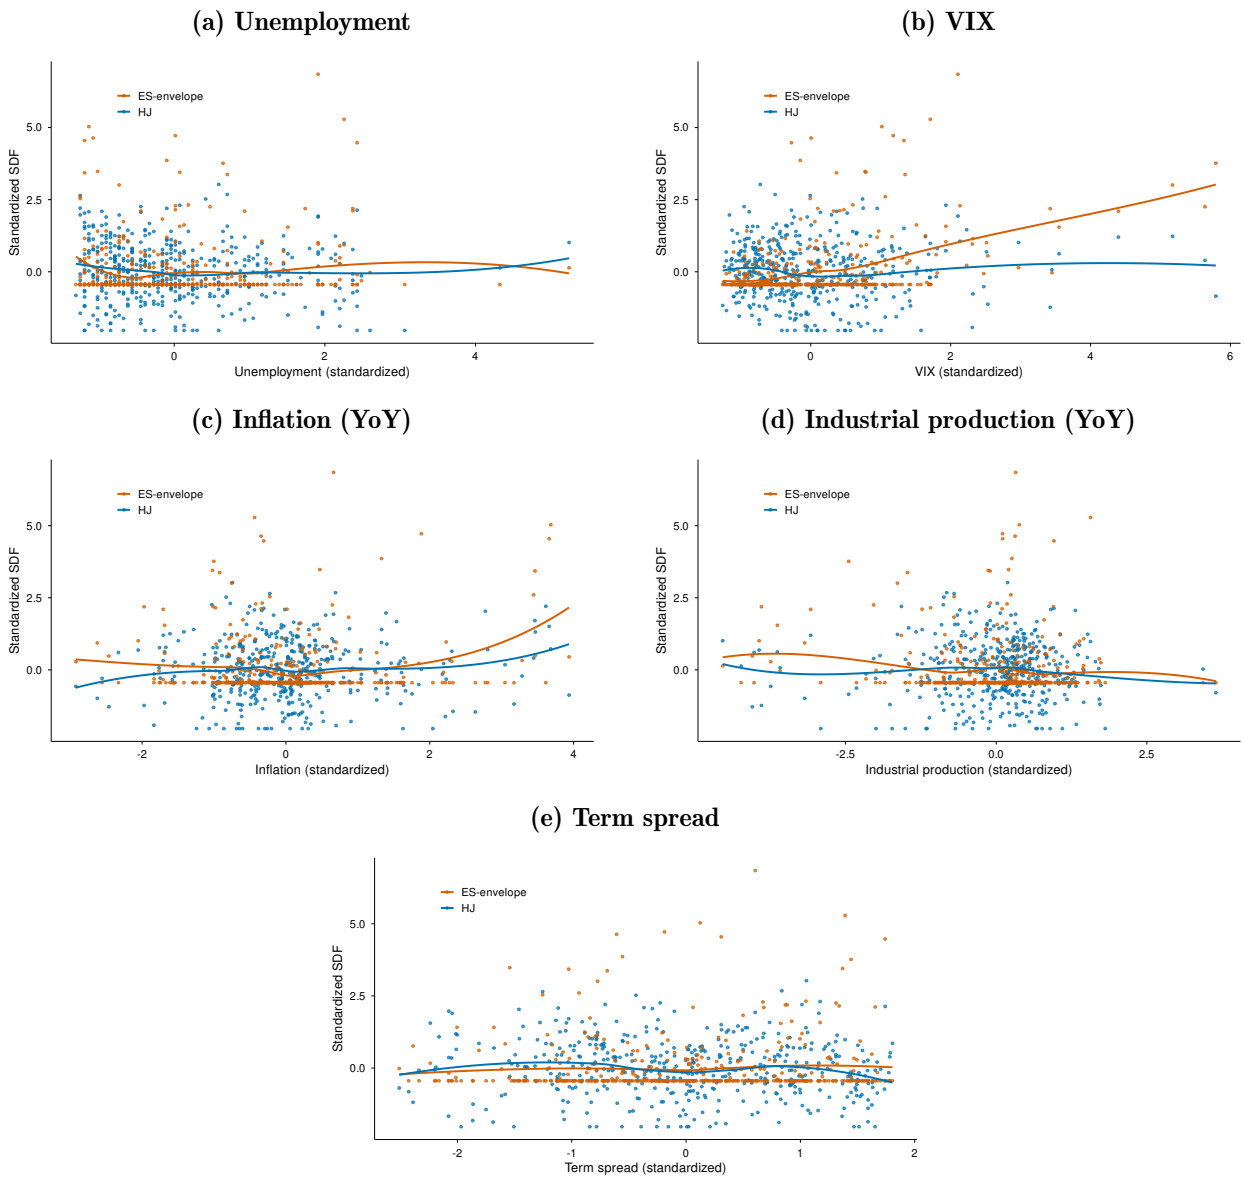 (a) Unemployment
(b) VIX
ES-envelope
HJ
Standardized SDF
5.0
2.5
0.0
0
2
4
Unemployment (standardized)
ES-envelope
HJ
Standardized SDF
5.0
2.5
0.0
0
2
4
6
VIX (standardized)
(c) Inflation (YoY)
(d) Industrial production (YoY)
ES-envelope
HJ
Standardized SDF
5.0
2.5
0.0
-2
0
2
4
Inflation (standardized)
ES-envelope
HJ
Standardized SDF
5.0
2.5
0.0
-2.5
0.0
2.5
Industrial production (standardized)
(e) Term spread
ES-envelope
HJ
Standardized SDF
5.0
2.5
0.0
-2
-1
0
1
2
Term spread (standardized)